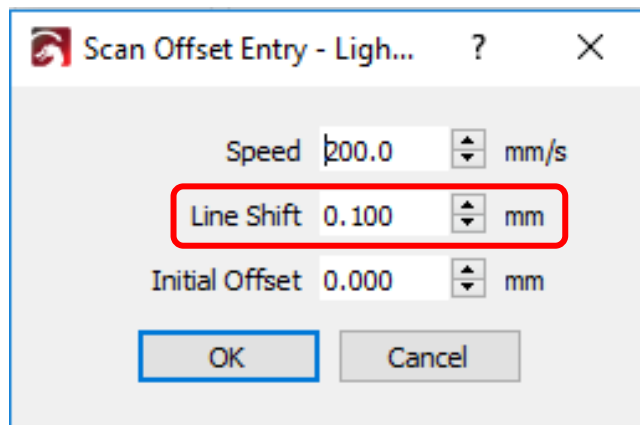 Scan Offset Entry - Ligh... ?
Speed 200.0 mm/s
Line Shift 0.100 mm
Initial Offset 0.000 mm
OK Cancel